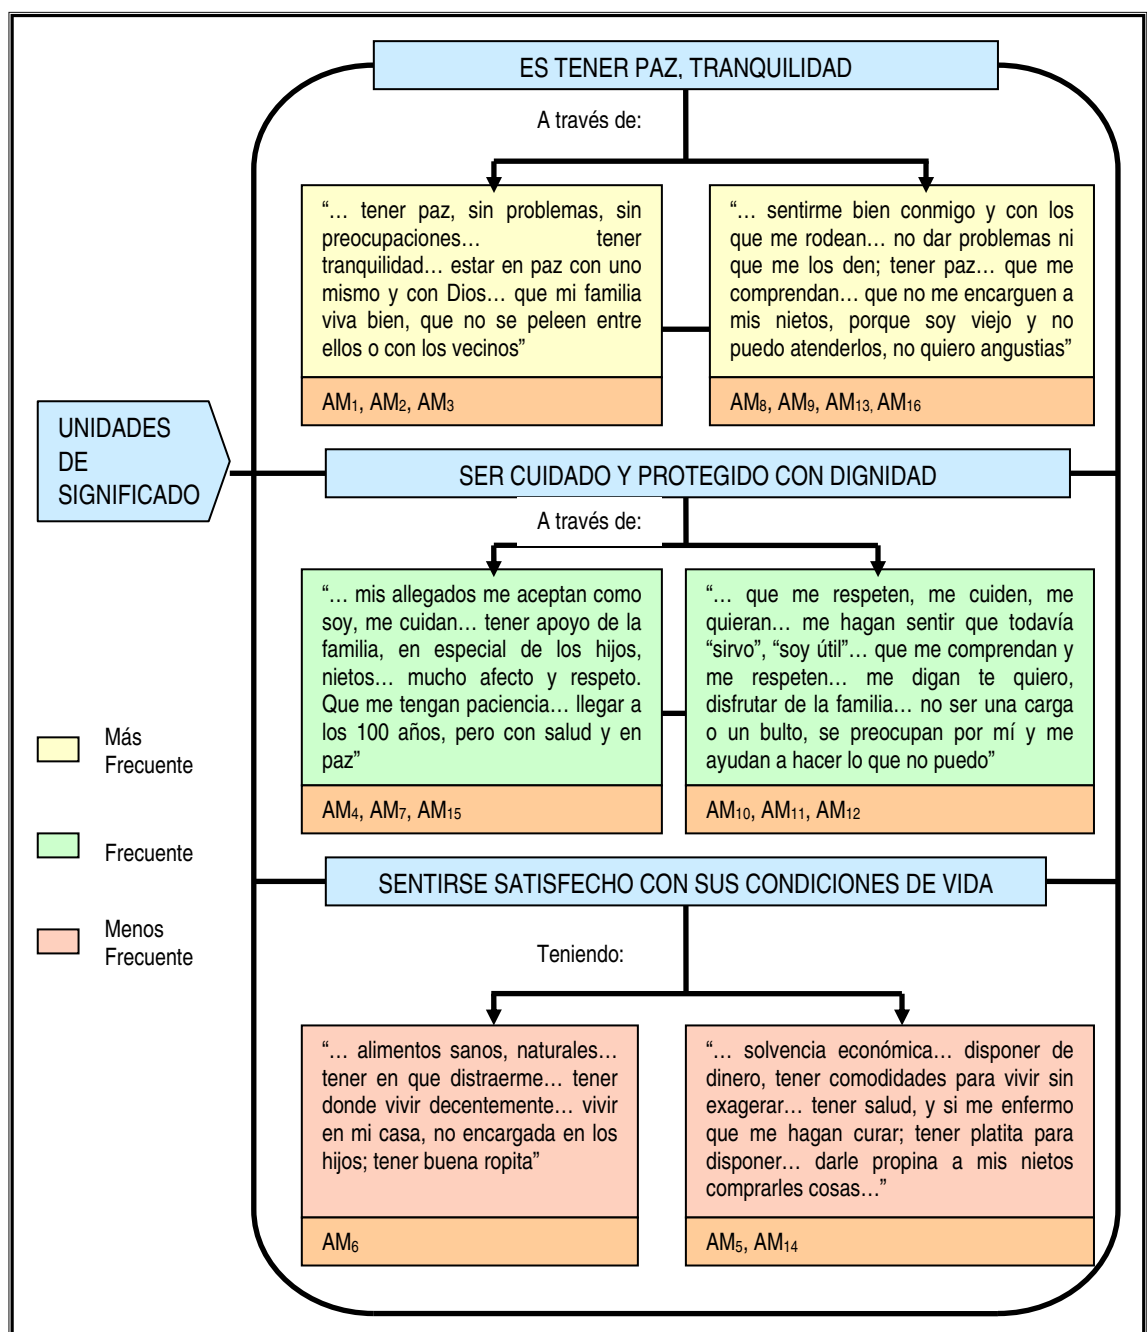 ES TENER PAZ, TRANQUILIDAD
A través de:
“… tener paz, sin problemas, sin
preocupaciones… tener
tranquilidad… estar en paz con uno
mismo y con Dios… que mi familia
viva bien, que no se peleen entre
ellos o con los vecinos”
AM₁, AM₂, AM₃
“… sentirme bien conmigo y con los
que me rodean… no dar problemas ni
que me los den; tener paz… que me
comprendan… que no me encarguen a
mis nietos, porque soy viejo y no
puedo atenderlos, no quiero angustias”
AM₈, AM₉, AM₁₃, AM₁₆
UNIDADES
DE
SIGNIFICADO
SER CUIDADO Y PROTEGIDO CON DIGNIDAD
A través de:
“… mis allegados me aceptan como
soy, me cuidan… tener apoyo de la
familia, en especial de los hijos,
nietos… mucho afecto y respeto.
Que me tengan paciencia… llegar a
los 100 años, pero con salud y en
paz”
AM₄, AM₇, AM₁₅
“… que me respeten, me cuiden, me
quieran… me hagan sentir que todavía
“sirvo”, “soy útil”… que me comprendan y
me respeten… me digan te quiero,
disfrutar de la familia… no ser una carga
o un bulto, se preocupan por mí y me
ayudan a hacer lo que no puedo”
AM₁₀, AM₁₁, AM₁₂
Más
Frecuente
Frecuente
Menos
Frecuente
SENTIRSE SATISFECHO CON SUS CONDICIONES DE VIDA
Teniendo:
“… alimentos sanos, naturales…
tener en que distraerme… tener
donde vivir decentemente… vivir
en mi casa, no encargada en los
hijos; tener buena ropita”
AM₆
“… solvencia económica… disponer de
dinero, tener comodidades para vivir sin
exagerar… tener salud, y si me enfermo
que me hagan curar; tener platita para
disponer… darle propina a mis nietos
comprarles cosas…”
AM₅, AM₁₄